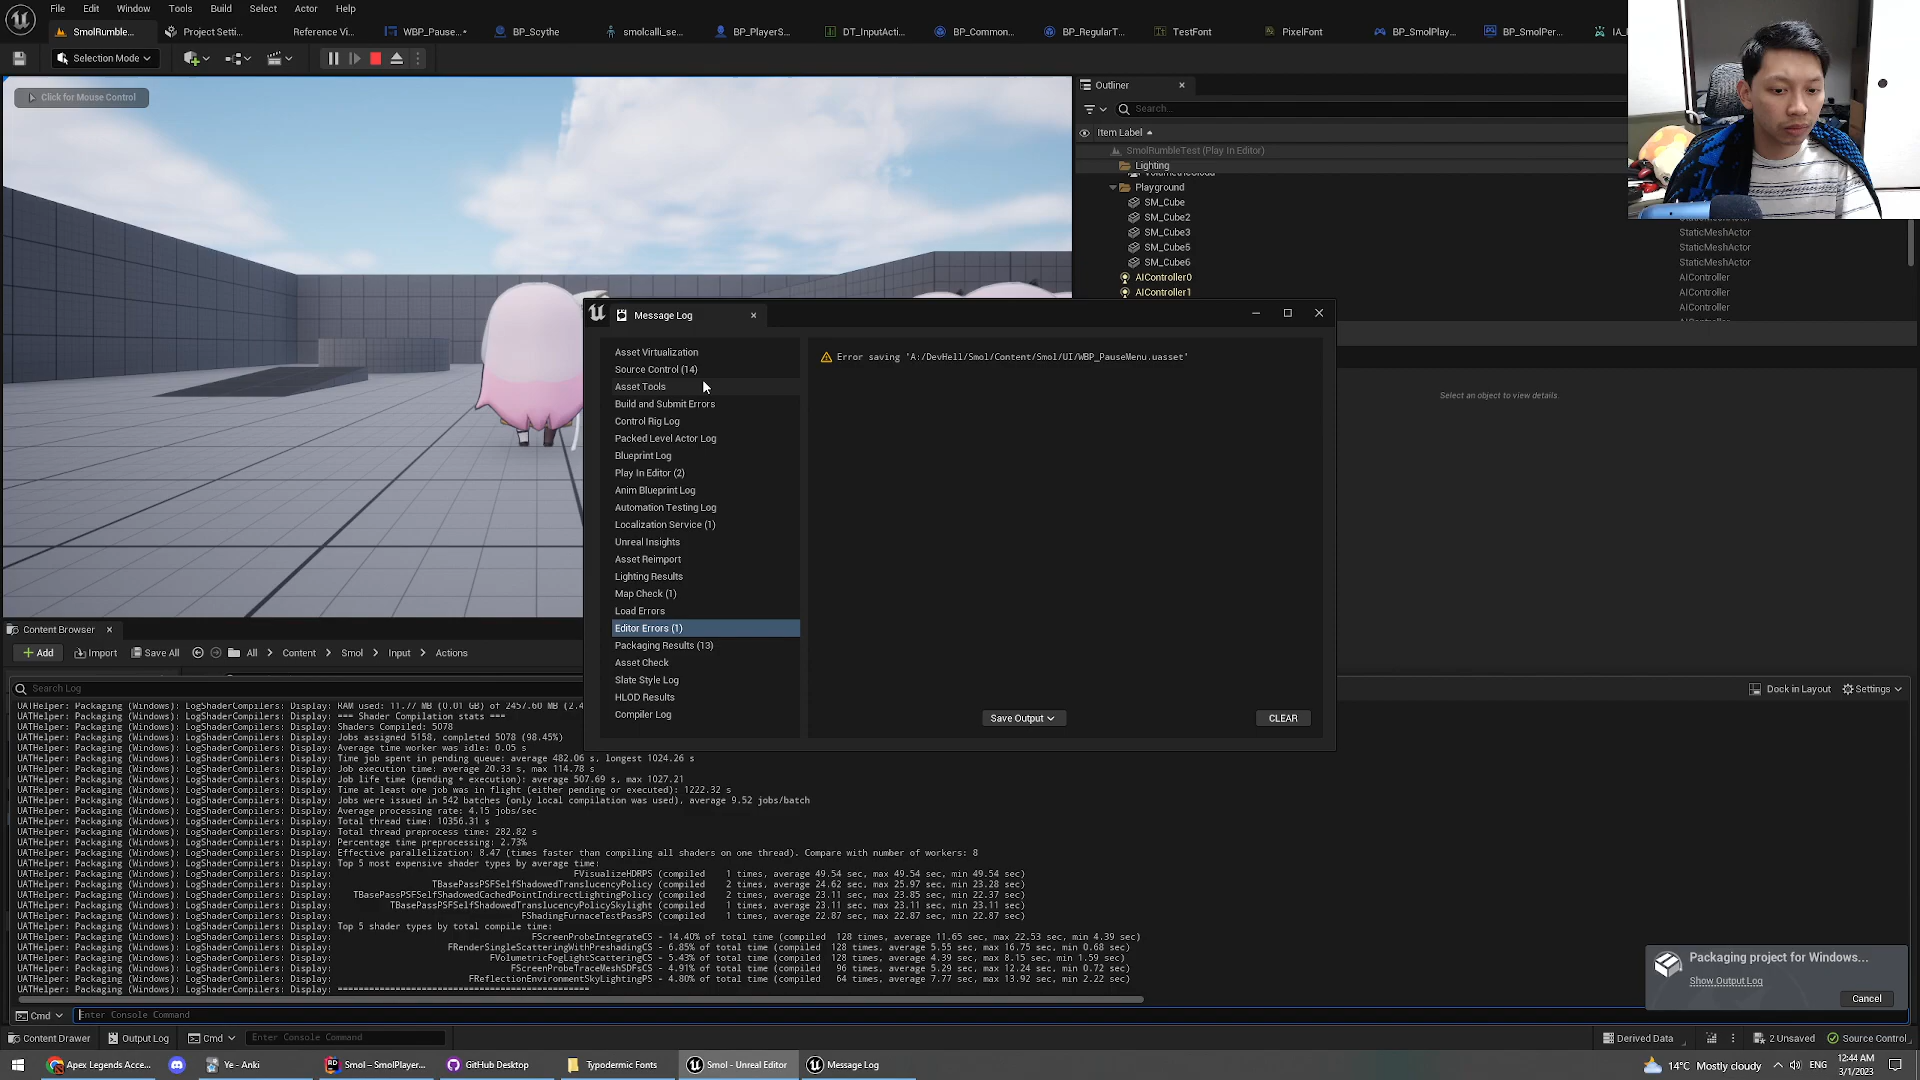 File Edit Window Tools Build Select Actor Help
SmolRumble... Project Setti... Reference Vi... WBP_Pause...* BP_Scythe smolcalli_se... BP_PlayerS... DT_InputActi... BP_Common... BP_RegularT... TestFont PixelFont BP_SmolPlay... BP_SmolPer...
Selection Mode
Click for Mouse Control
Outliner
Search...
Item Label
SmolRumbleTest (Play In Editor)
Lighting
Playground
SM_Cube
SM_Cube2
SM_Cube3
SM_Cube5
SM_Cube6
AIController0
AIController1
StaticMeshActor
StaticMeshActor
StaticMeshActor
AIController
AIController
AIController
Select an object to view details.
Message Log
Asset Virtualization
Source Control (14)
Asset Tools
Build and Submit Errors
Control Rig Log
Packed Level Actor Log
Blueprint Log
Play In Editor (2)
Anim Blueprint Log
Automation Testing Log
Localization Service (1)
Unreal Insights
Asset Reimport
Lighting Results
Map Check (1)
Load Errors
Editor Errors (1)
Packaging Results (13)
Asset Check
Slate Style Log
HLOD Results
Compiler Log
Error saving 'A:/DevHell/Smol/Content/Smol/UI/WBP_PauseMenu.uasset'
Save Output
CLEAR
Content Browser
Add Import Save All All Content Smol Input Actions
Search Log
Dock in Layout Settings
UATHelper: Packaging (Windows): LogShaderCompilers: Display: RAM used: 11.77 MB (0.01 GB) of 2457.60 MB (2.4
UATHelper: Packaging (Windows): LogShaderCompilers: Display: === Shader Compilation stats ===
UATHelper: Packaging (Windows): LogShaderCompilers: Display: Shaders Compiled: 5078
UATHelper: Packaging (Windows): LogShaderCompilers: Display: Jobs assigned 5158, completed 5078 (98.45%)
UATHelper: Packaging (Windows): LogShaderCompilers: Display: Average time worker was idle: 0.05 s
UATHelper: Packaging (Windows): LogShaderCompilers: Display: Time job spent in pending queue: average 482.06 s, longest 1024.26 s
UATHelper: Packaging (Windows): LogShaderCompilers: Display: Job execution time: average 20.33 s, max 114.78 s
UATHelper: Packaging (Windows): LogShaderCompilers: Display: Job life time (pending + execution): average 507.69 s, max 1027.21
UATHelper: Packaging (Windows): LogShaderCompilers: Display: Time at least one job was in flight (either pending or executed): 1222.32 s
UATHelper: Packaging (Windows): LogShaderCompilers: Display: Jobs were issued in 542 batches (only local compilation was used), average 9.52 jobs/batch
UATHelper: Packaging (Windows): LogShaderCompilers: Display: Average processing rate: 4.15 jobs/sec
UATHelper: Packaging (Windows): LogShaderCompilers: Display: Total thread time: 10356.31 s
UATHelper: Packaging (Windows): LogShaderCompilers: Display: Total thread preprocess time: 282.82 s
UATHelper: Packaging (Windows): LogShaderCompilers: Display: Percentage time preprocessing: 2.73%
UATHelper: Packaging (Windows): LogShaderCompilers: Display: Effective parallelization: 8.47 (times faster than compiling all shaders on one thread). Compare with number of workers: 8
UATHelper: Packaging (Windows): LogShaderCompilers: Display: Top 5 most expensive shader types by average time:
UATHelper: Packaging (Windows): LogShaderCompilers: Display: FVisualizeHDRPS (compiled 1 times, average 49.54 sec, max 49.54 sec, min 49.54 sec)
UATHelper: Packaging (Windows): LogShaderCompilers: Display: TBasePassPSFSelfShadowedTranslucencyPolicy (compiled 2 times, average 24.62 sec, max 25.97 sec, min 23.28 sec)
UATHelper: Packaging (Windows): LogShaderCompilers: Display: TBasePassPSFSelfShadowedCachedPointIndirectLightingPolicy (compiled 2 times, average 23.11 sec, max 23.85 sec, min 22.37 sec)
UATHelper: Packaging (Windows): LogShaderCompilers: Display: TBasePassPSFSelfShadowedTranslucencyPolicySkylight (compiled 1 times, average 23.11 sec, max 23.11 sec, min 23.11 sec)
UATHelper: Packaging (Windows): LogShaderCompilers: Display: FShadingFurnaceTestPassPS (compiled 1 times, average 22.87 sec, max 22.87 sec, min 22.87 sec)
UATHelper: Packaging (Windows): LogShaderCompilers: Display: Top 5 shader types by total compile time:
UATHelper: Packaging (Windows): LogShaderCompilers: Display: FScreenProbeIntegrateCS - 14.40% of total time (compiled 128 times, average 11.65 sec, max 22.53 sec, min 4.39 sec)
UATHelper: Packaging (Windows): LogShaderCompilers: Display: FRenderSingleScatteringWithPreshadingCS - 6.85% of total time (compiled 128 times, average 5.55 sec, max 16.75 sec, min 0.68 sec)
UATHelper: Packaging (Windows): LogShaderCompilers: Display: FVolumetricFogLightScatteringCS - 5.43% of total time (compiled 128 times, average 4.39 sec, max 8.15 sec, min 1.59 sec)
UATHelper: Packaging (Windows): LogShaderCompilers: Display: FScreenProbeTraceMeshSDFsCS - 4.91% of total time (compiled 96 times, average 5.29 sec, max 12.24 sec, min 0.72 sec)
UATHelper: Packaging (Windows): LogShaderCompilers: Display: FReflectionEnvironmentSkyLightingPS - 4.80% of total time (compiled 64 times, average 7.77 sec, max 13.92 sec, min 2.22 sec)
UATHelper: Packaging (Windows): LogShaderCompilers: Display: ================================================
Cmd Enter Console Command
Packaging project for Windows...
Show Output Log
Cancel
Content Drawer Output Log Cmd Enter Console Command Derived Data 2 Unsaved Source Control
Apex Legends Acce... Ye - Anki Smol – SmolPlayer... GitHub Desktop Typodermic Fonts Smol - Unreal Editor Message Log 14°C Mostly cloudy ENG 12:44 AM
3/1/2023